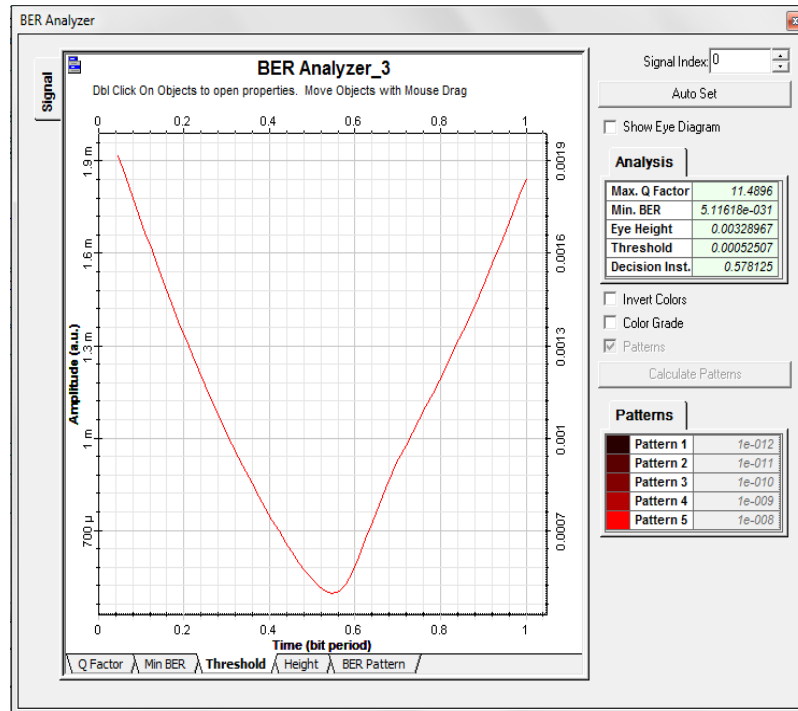 BER Analyzer
Signal
BER Analyzer_3
Dbl Click On Objects to open properties. Move Objects with Mouse Drag
0 0.2 0.4 0.6 0.8 1
Amplitude (a.u.)
1.9 m
1.6 m
1.3 m
1 m
700 µ
0.0019
0.0016
0.0013
0.001
0.0007
0 0.2 0.4 0.6 0.8 1
Time (bit period)
Q Factor Min BER Threshold Height BER Pattern
Signal Index: 0
Auto Set
Show Eye Diagram
Analysis
Max. Q Factor 11.4896
Min. BER 5.11618e-031
Eye Height 0.00328967
Threshold 0.00052507
Decision Inst. 0.578125
Invert Colors
Color Grade
Patterns
Calculate Patterns
Patterns
Pattern 1 1e-012
Pattern 2 1e-011
Pattern 3 1e-010
Pattern 4 1e-009
Pattern 5 1e-008